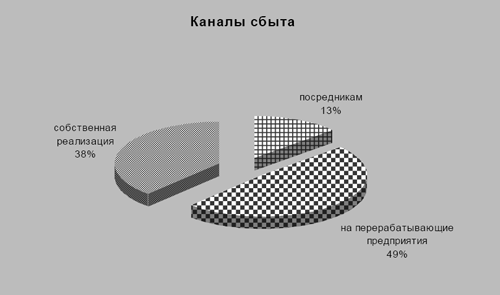 Каналы сбыта
посредникам
13%
собственная
реализация
38%
на перерабатывающие
предприятия
49%